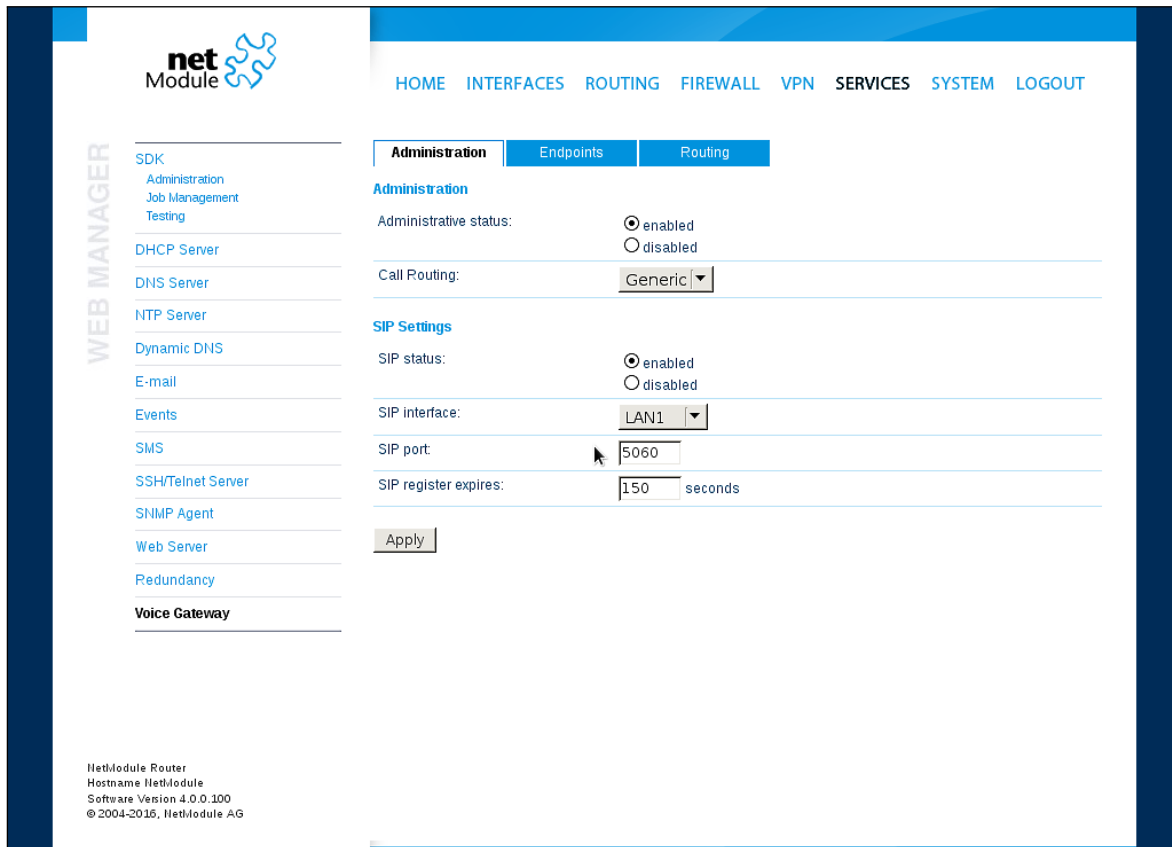 net
Module
HOME INTERFACES ROUTING FIREWALL VPN SERVICES SYSTEM LOGOUT
WEB MANAGER
SDK
Administration
Job Management
Testing
DHCP Server
DNS Server
NTP Server
Dynamic DNS
E-mail
Events
SMS
SSH/Telnet Server
SNMP Agent
Web Server
Redundancy
Voice Gateway
Administration Endpoints Routing
Administration
Administrative status: enabled
disabled
Call Routing: Generic
SIP Settings
SIP status: enabled
disabled
SIP interface: LAN1
SIP port: 5060
SIP register expires: 150 seconds
Apply
NetModule Router
Hostname NetModule
Software Version 4.0.0.100
© 2004-2016, NetModule AG